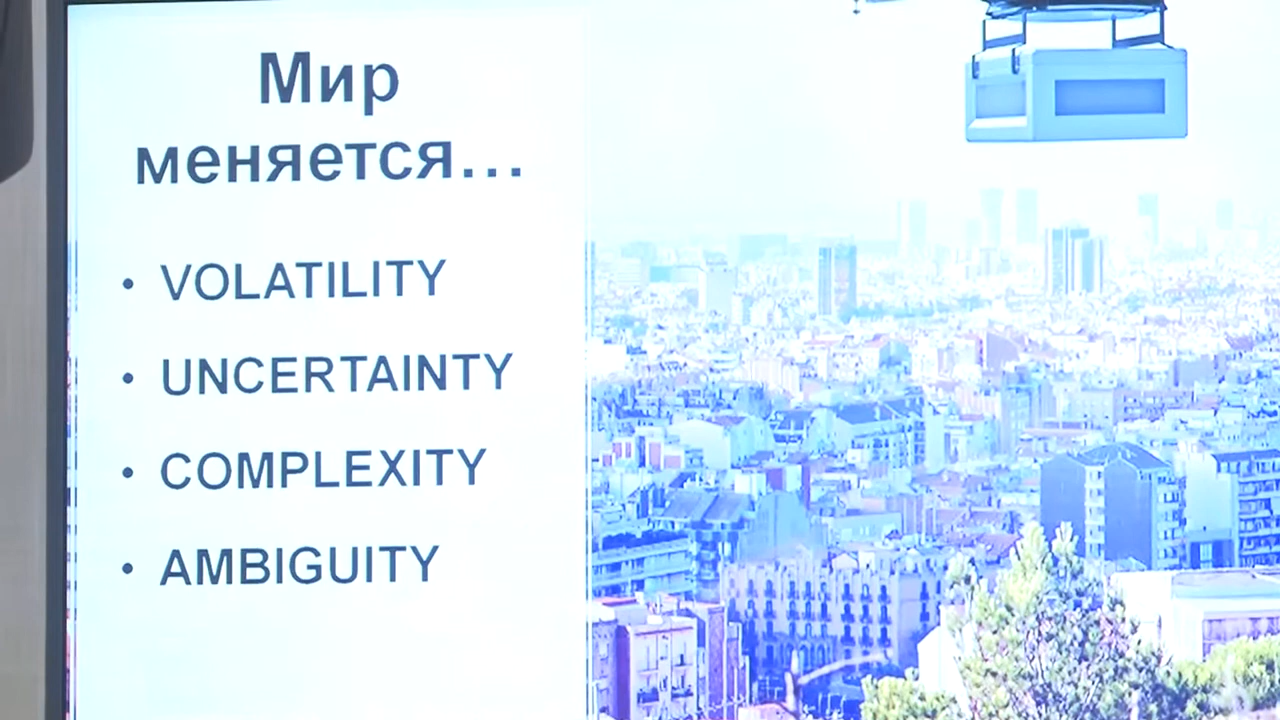 Мир
меняется...
• VOLATILITY
• UNCERTAINTY
• COMPLEXITY
• AMBIGUITY